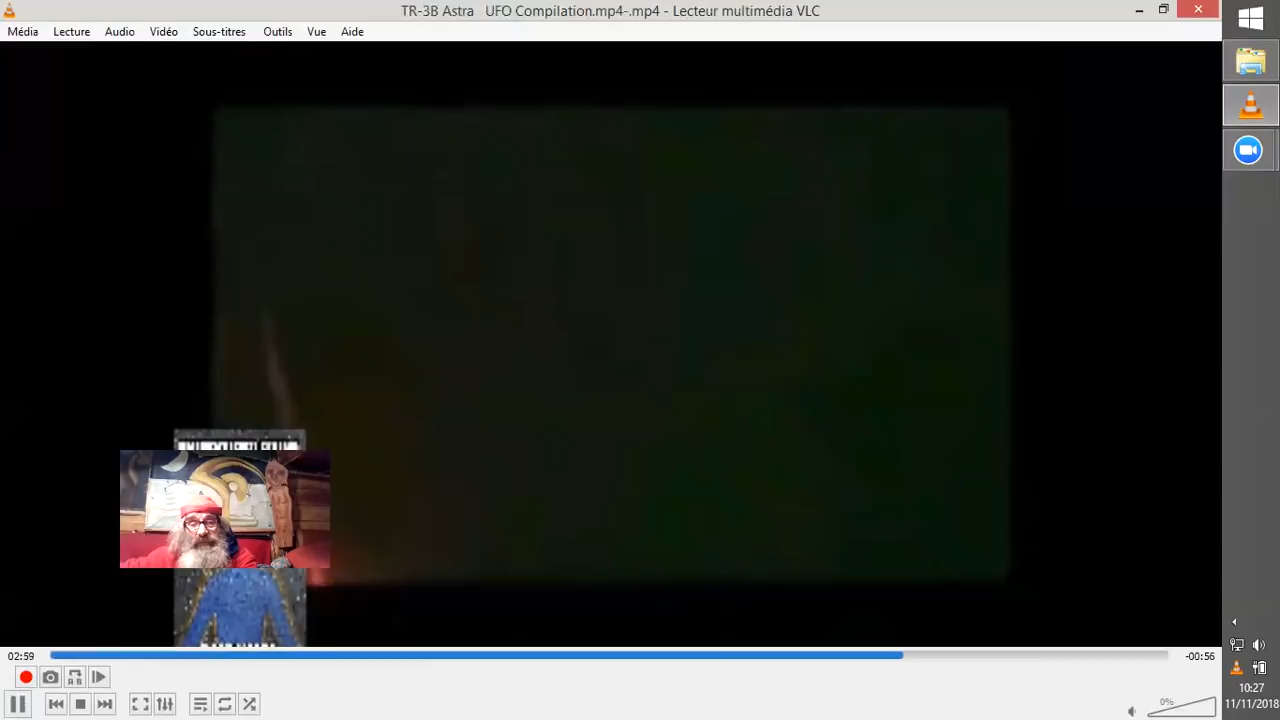 TR-3B Astra   UFO Compilation.mp4-.mp4 - Lecteur multimédia VLC
Média Lecture Audio Vidéo Sous-titres Outils Vue Aide
02:59
-00:56
0%
10:27
11/11/2018